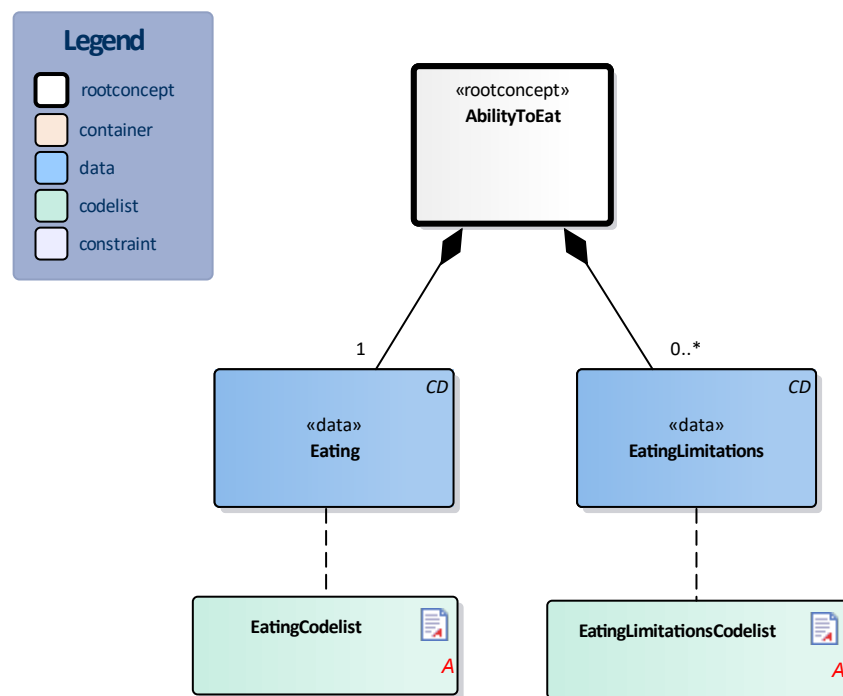 Legend
rootconcept
container
data
codelist
constraint
«rootconcept»
AbilityToEat
1
0..*
CD
«data»
Eating
CD
«data»
EatingLimitations
EatingCodelist
A
EatingLimitationsCodelist
A